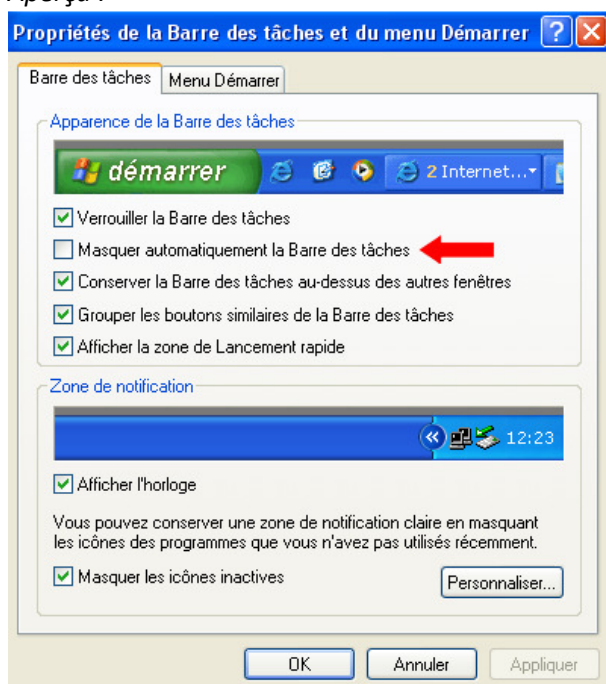 Aperçu :
Propriétés de la Barre des tâches et du menu Démarrer
Barre des tâches
Menu Démarrer
Apparence de la Barre des tâches
démarrer
2 Internet...
Verrouiller la Barre des tâches
Masquer automatiquement la Barre des tâches
Conserver la Barre des tâches au-dessus des autres fenêtres
Grouper les boutons similaires de la Barre des tâches
Afficher la zone de Lancement rapide
Zone de notification
12:23
Afficher l'horloge
Vous pouvez conserver une zone de notification claire en masquant
les icônes des programmes que vous n'avez pas utilisés récemment.
Masquer les icônes inactives
Personnaliser...
OK
Annuler
Appliquer